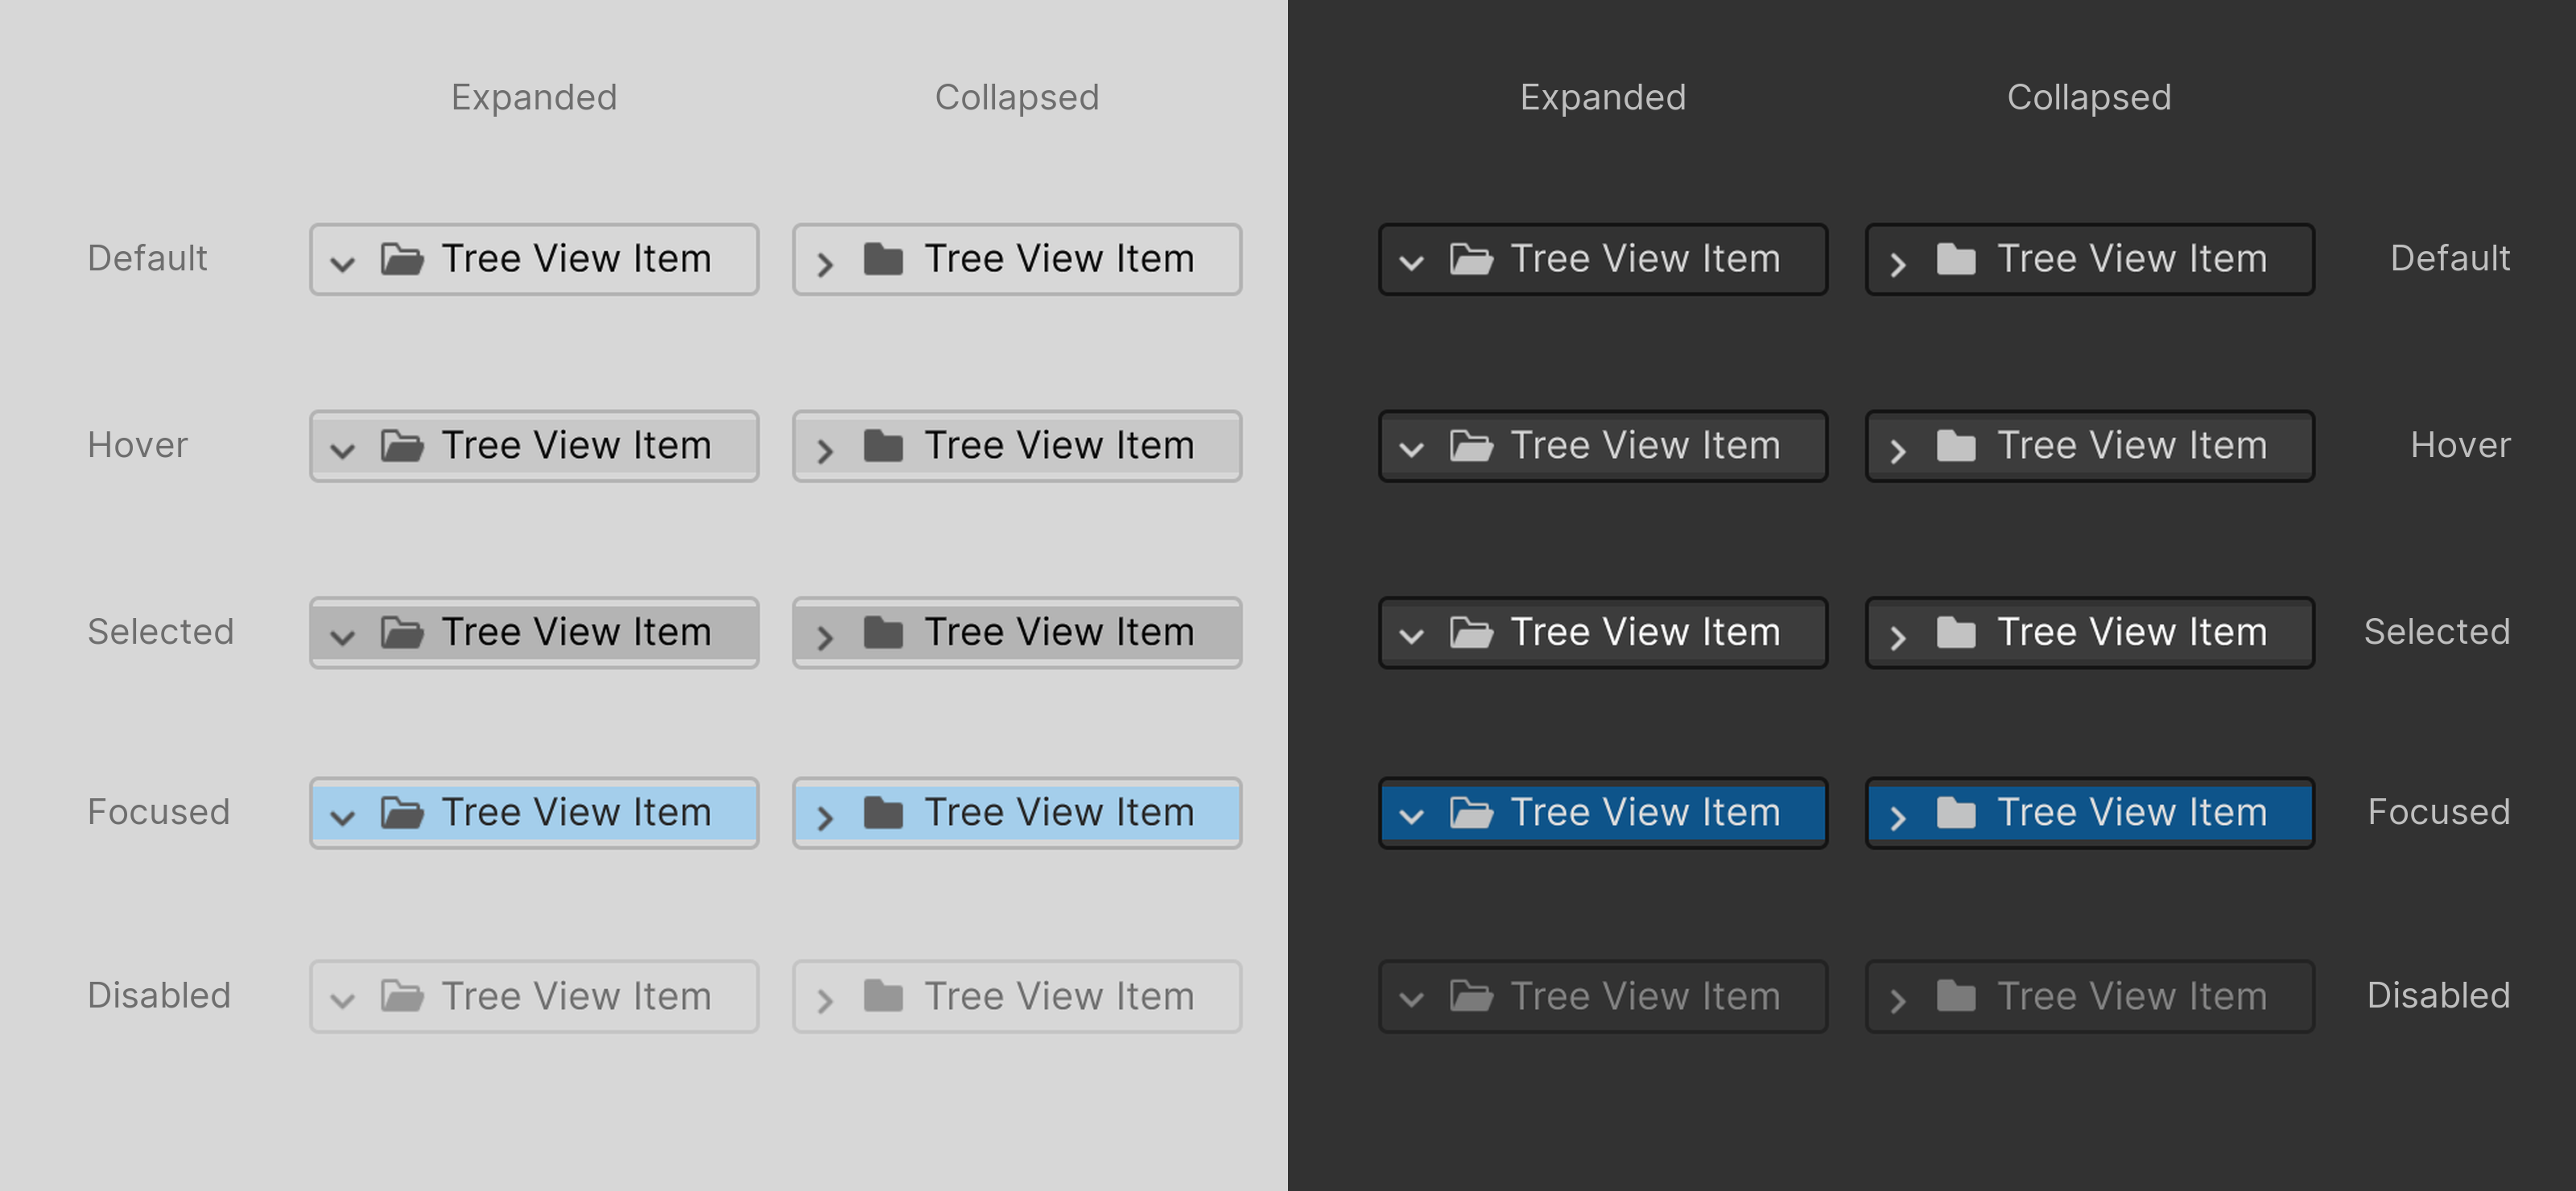 Expanded Collapsed Expanded Collapsed
Default Tree View Item Tree View Item Tree View Item Tree View Item Default
Hover Tree View Item Tree View Item Tree View Item Tree View Item Hover
Selected Tree View Item Tree View Item Tree View Item Tree View Item Selected
Focused Tree View Item Tree View Item Tree View Item Tree View Item Focused
Disabled Tree View Item Tree View Item Tree View Item Tree View Item Disabled